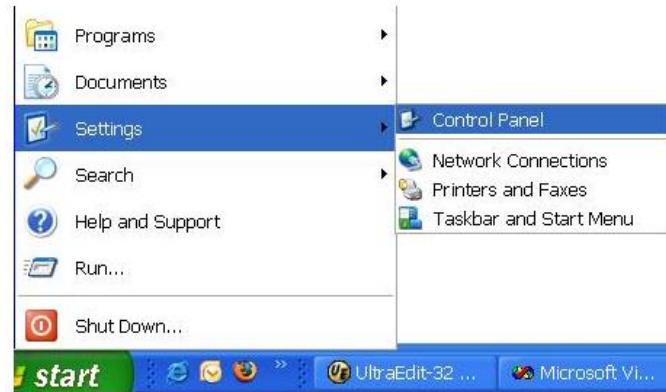 Programs
Documents
Settings
Control Panel
Network Connections
Search
Printers and Faxes
Taskbar and Start Menu
Help and Support
Run...
Shut Down...
start
UltraEdit-32 ...
Microsoft Vi...